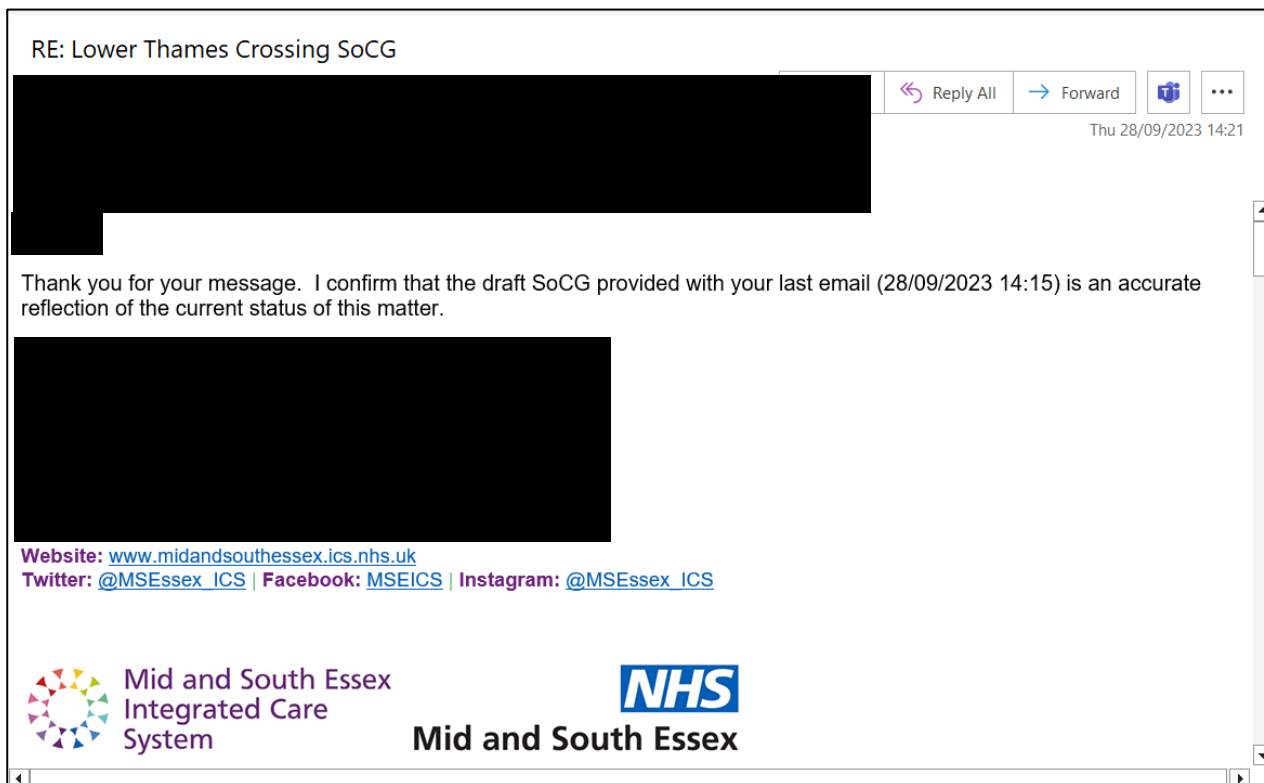 RE: Lower Thames Crossing SoCG
Reply All
Forward
Thu 28/09/2023 14:21
Thank you for your message.  I confirm that the draft SoCG provided with your last email (28/09/2023 14:15) is an accurate
reflection of the current status of this matter.
Website: www.midandsouthessex.ics.nhs.uk
Twitter: @MSEssex_ICS | Facebook: MSEICS | Instagram: @MSEssex_ICS
Mid and South Essex
Integrated Care
System
NHS
Mid and South Essex